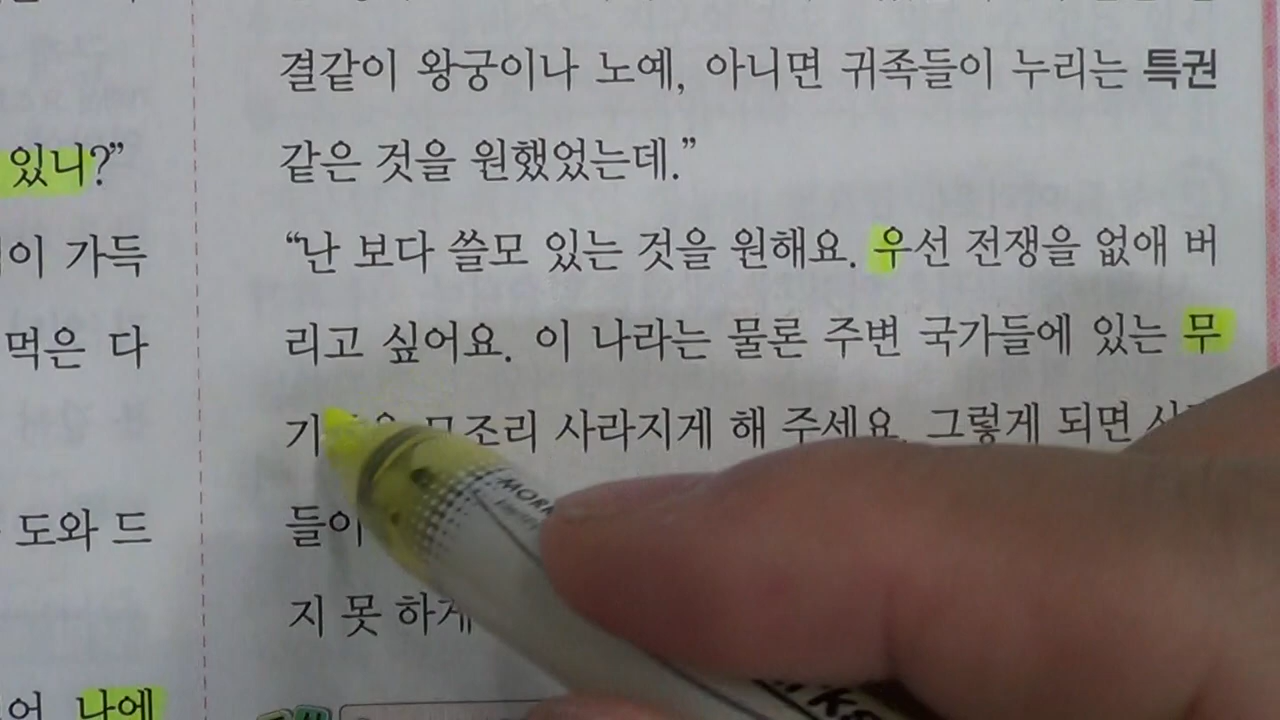 있니?”
이 가득
먹은 다
도와 드
어 나에
결같이 왕궁이나 노예, 아니면 귀족들이 누리는 특권
같은 것을 원했었는데.”
“난 보다 쓸모 있는 것을 원해요. 우선 전쟁을 없애 버
리고 싶어요. 이 나라는 물론 주변 국가들에 있는 무
기 모조리 사라지게 해 주세요. 그렇게 되면
들이
지 못 하게